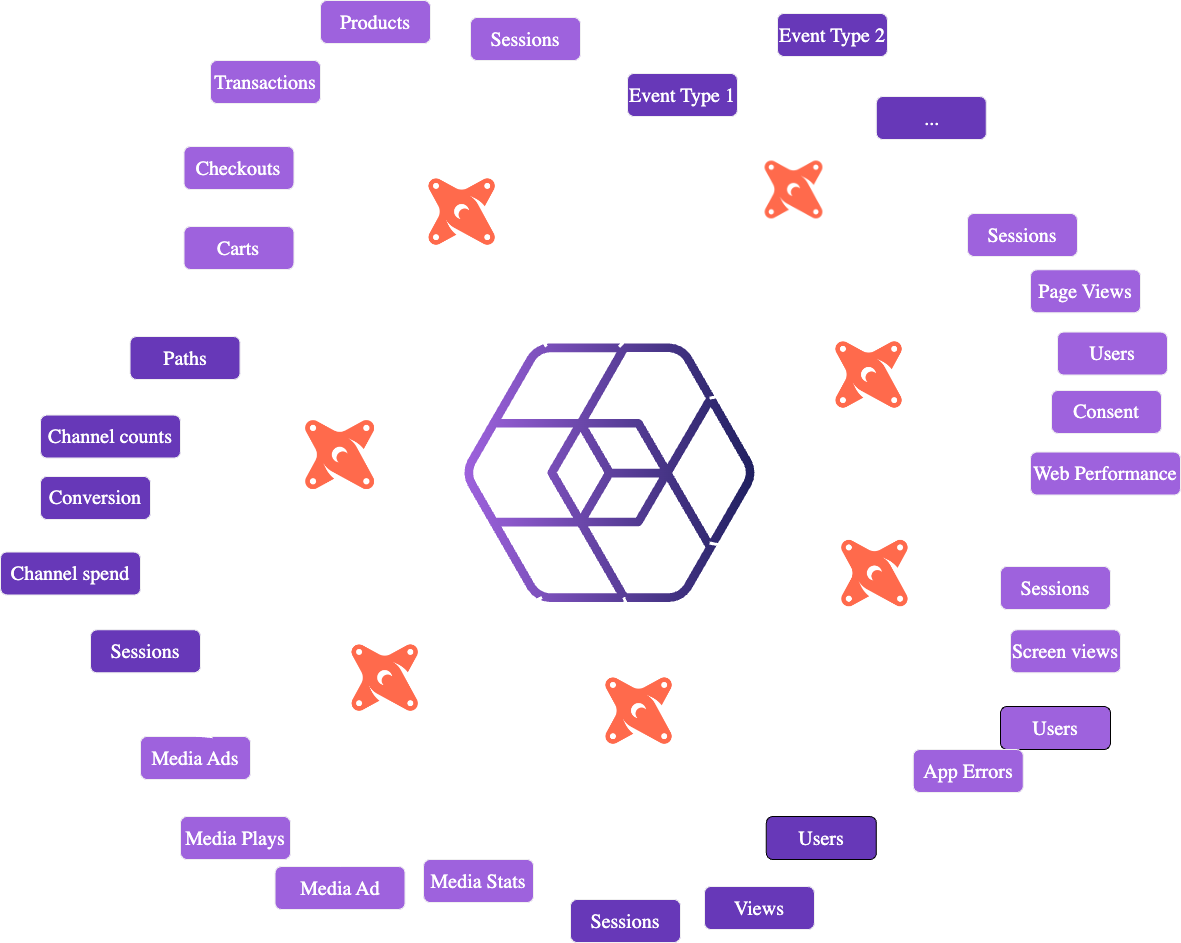 Products
Sessions
Event Type 2
Transactions
Event Type 1
...
Checkouts
Sessions
Carts
Page Views
Users
Paths
Consent
Channel counts
Web Performance
Conversion
Channel spend
Sessions
Sessions
Screen views
Users
Media Ads
App Errors
Media Plays
Users
Media Stats
Media Ad
Views
Sessions